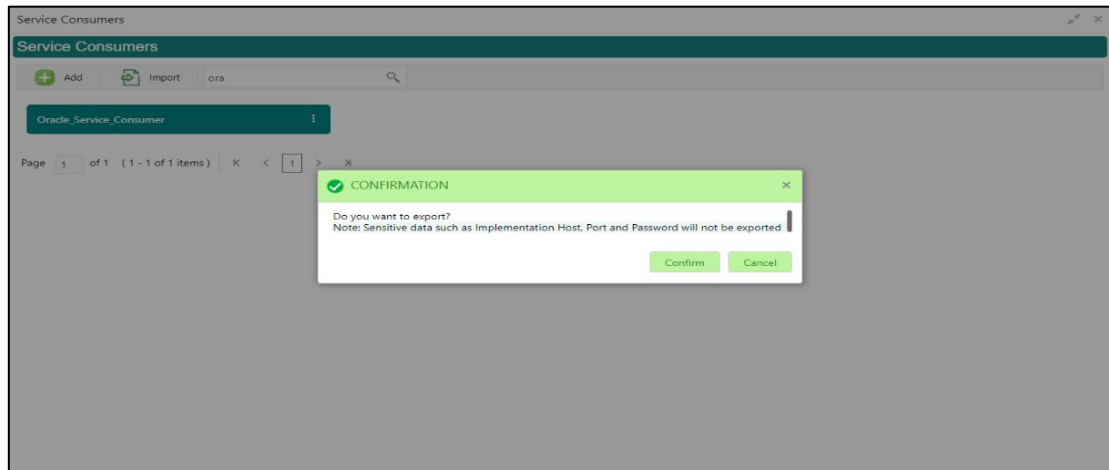 Service Consumers
Service Consumers
Add Import ora
Oracle_Service_Consumer
Page 1 of 1 (1 - 1 of 1 items) K < 1 > >|
CONFIRMATION
Do you want to export?
Note: Sensitive data such as Implementation Host, Port and Password will not be exported
Confirm Cancel